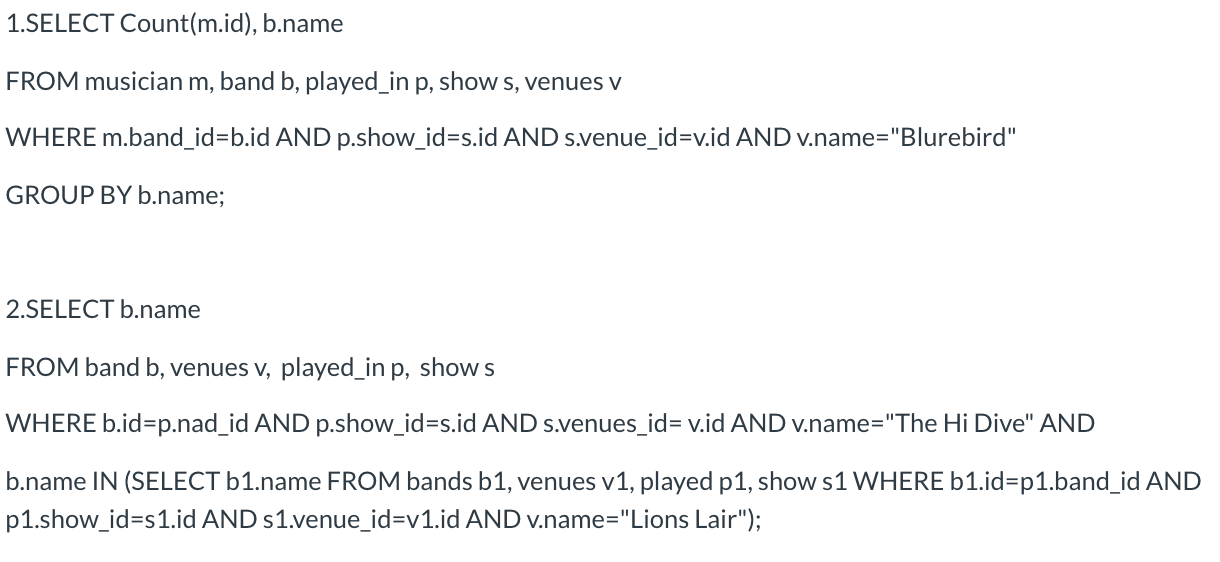 1.SELECT Count(m.id), b.name
FROM musician m, band b, played_in p, show s, venues v
WHERE m.band_id=b.id AND p.show_id=s.id AND s.venue_id=v.id AND v.name="Blurebird"
GROUP BY b.name;
2.SELECT b.name
FROM band b, venues v,  played_in p,  show s
WHERE b.id=p.nad_id AND p.show_id=s.id AND s.venues_id= v.id AND v.name="The Hi Dive" AND
b.name IN (SELECT b1.name FROM bands b1, venues v1, played p1, show s1 WHERE b1.id=p1.band_id AND
p1.show_id=s1.id AND s1.venue_id=v1.id AND v.name="Lions Lair");